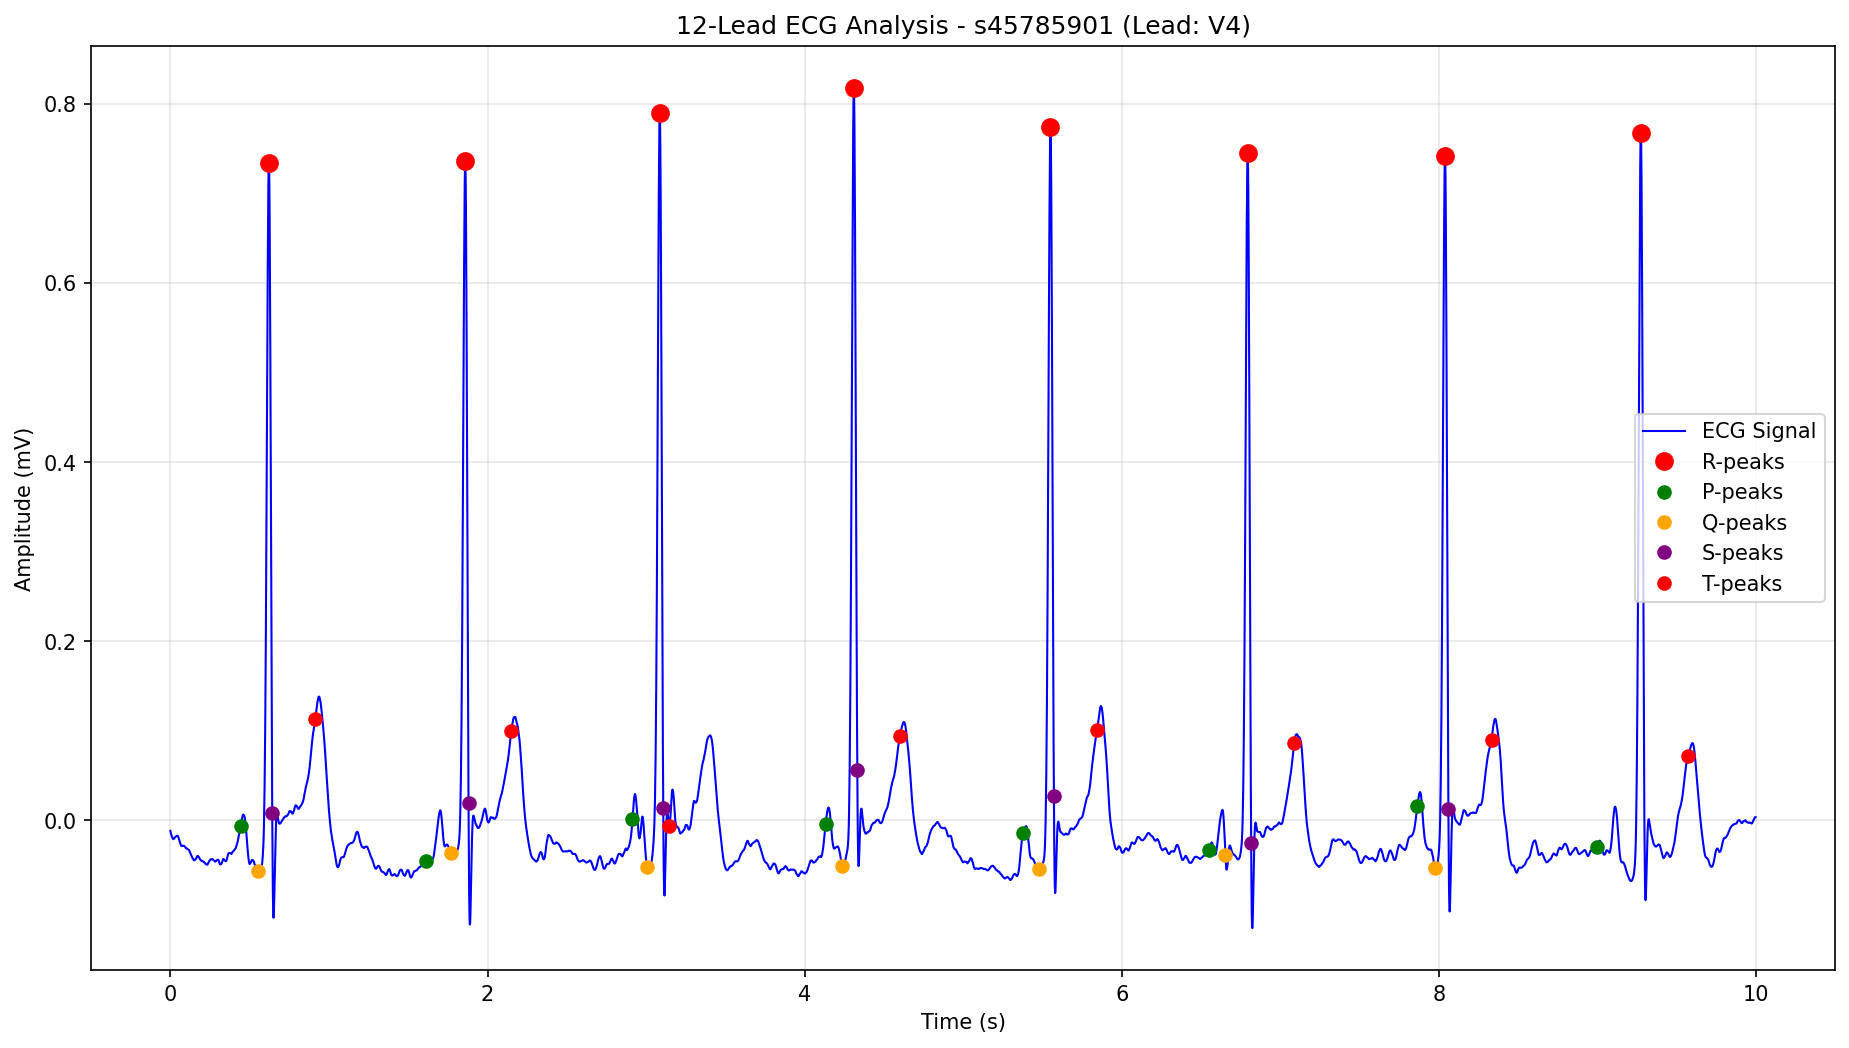 12-Lead ECG Analysis - s45785901 (Lead: V4)
Amplitude (mV)
0.8
0.6
0.4
0.2
0.0
ECG Signal
R-peaks
P-peaks
Q-peaks
S-peaks
T-peaks
0 2 4 6 8 10
Time (s)